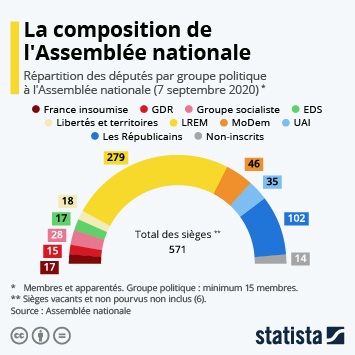 La composition de
l'Assemblée nationale
Répartition des députés par groupe politique
à l'Assemblée nationale (7 septembre 2020) *
France insoumise GDR Groupe socialiste EDS
Libertés et territoires LREM MoDem UAI
Les Républicains Non-inscrits
279
46
18
35
17
28
102
15
14
17
Total des sièges **
571
* Membres et apparentés. Groupe politique : minimum 15 membres.
** Sièges vacants et non pourvus non inclus (6).
Source : Assemblée nationale
statista